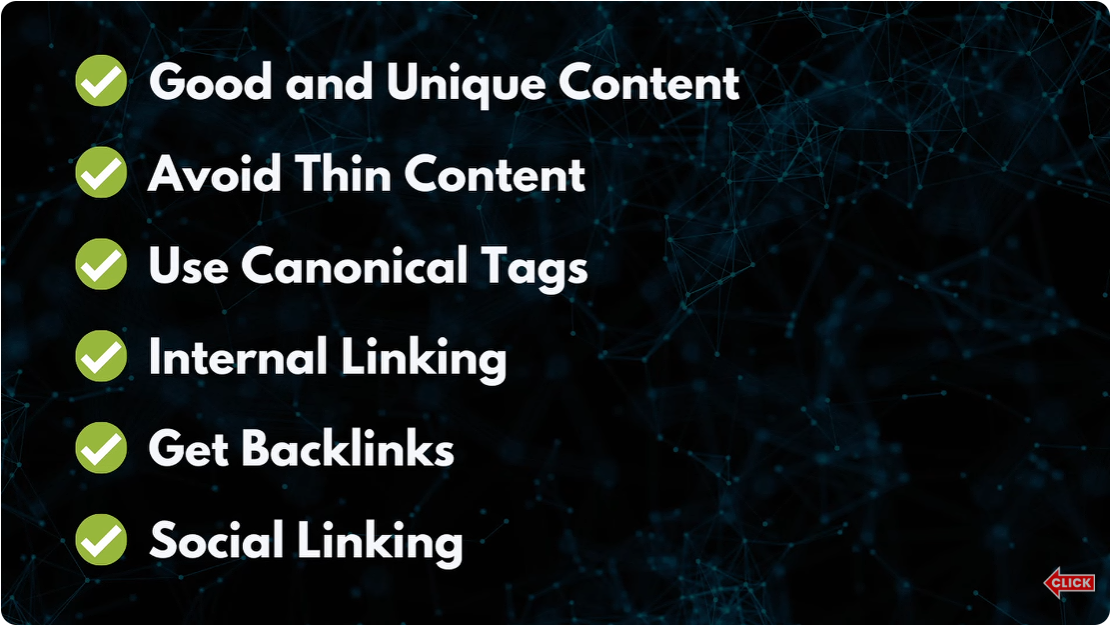 Good and Unique Content
Avoid Thin Content
Use Canonical Tags
Internal Linking
Get Backlinks
Social Linking
CLICK